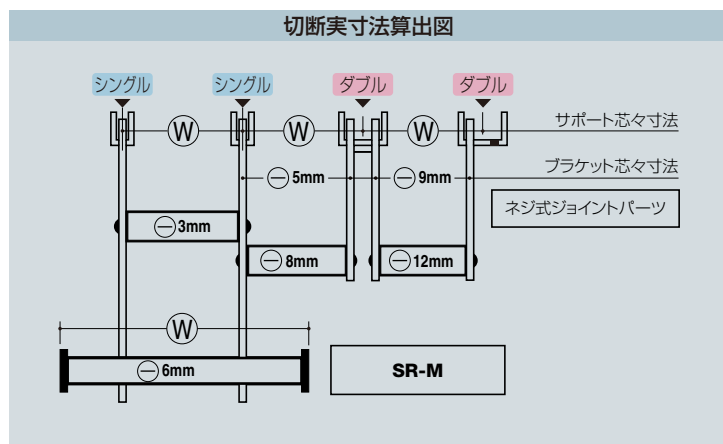 切断実寸法算出図
シングル シングル ダブル ダブル
W W W サポート芯々寸法
⊖5mm ⊖9mm ブラケット芯々寸法
ネジ式ジョイントパーツ
⊖3mm
⊖8mm ⊖12mm
W
⊖6mm SR-M